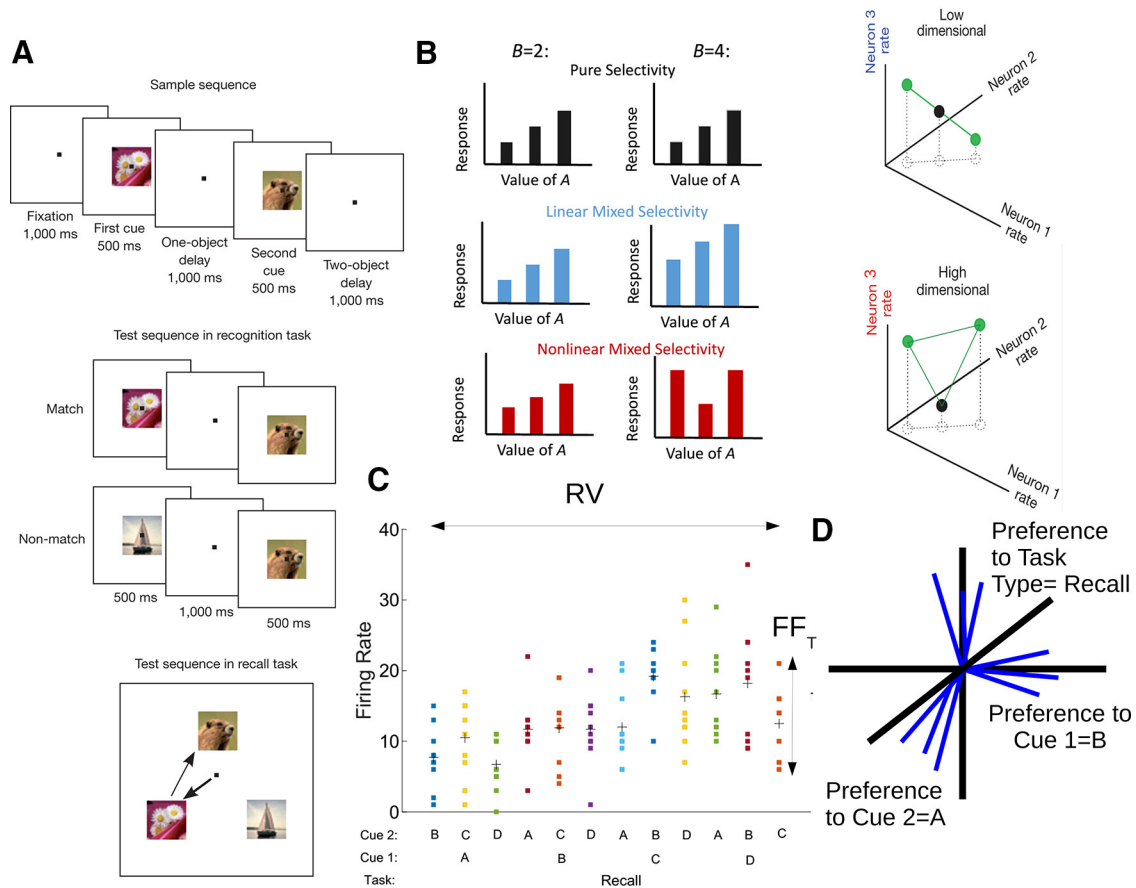 A
Sample sequence
Fixation
1,000 ms
First cue
500 ms
One-object
delay
1,000 ms
Second
cue
500 ms
Two-object
delay
1,000 ms
Test sequence in recognition task
Match
Non-match
500 ms
1,000 ms
500 ms
Test sequence in recall task
B
B=2:
B=4:
Pure Selectivity
Response
Value of A
Response
Value of A
Linear Mixed Selectivity
Response
Value of A
Response
Value of A
Nonlinear Mixed Selectivity
Response
Value of A
Response
Value of A
Low
dimensional
Neuron 3
rate
Neuron 2
rate
Neuron 1
rate
High
dimensional
Neuron 3
rate
Neuron 2
rate
Neuron 1
rate
C
RV
Firing Rate
40
30
20
10
0
FF T
Cue 2: B C D A C D A B D A B C
Cue 1: A B C D
Task: Recall
D
Preference
to Task
Type= Recall
Preference to
Cue 1=B
Preference
to Cue 2=A